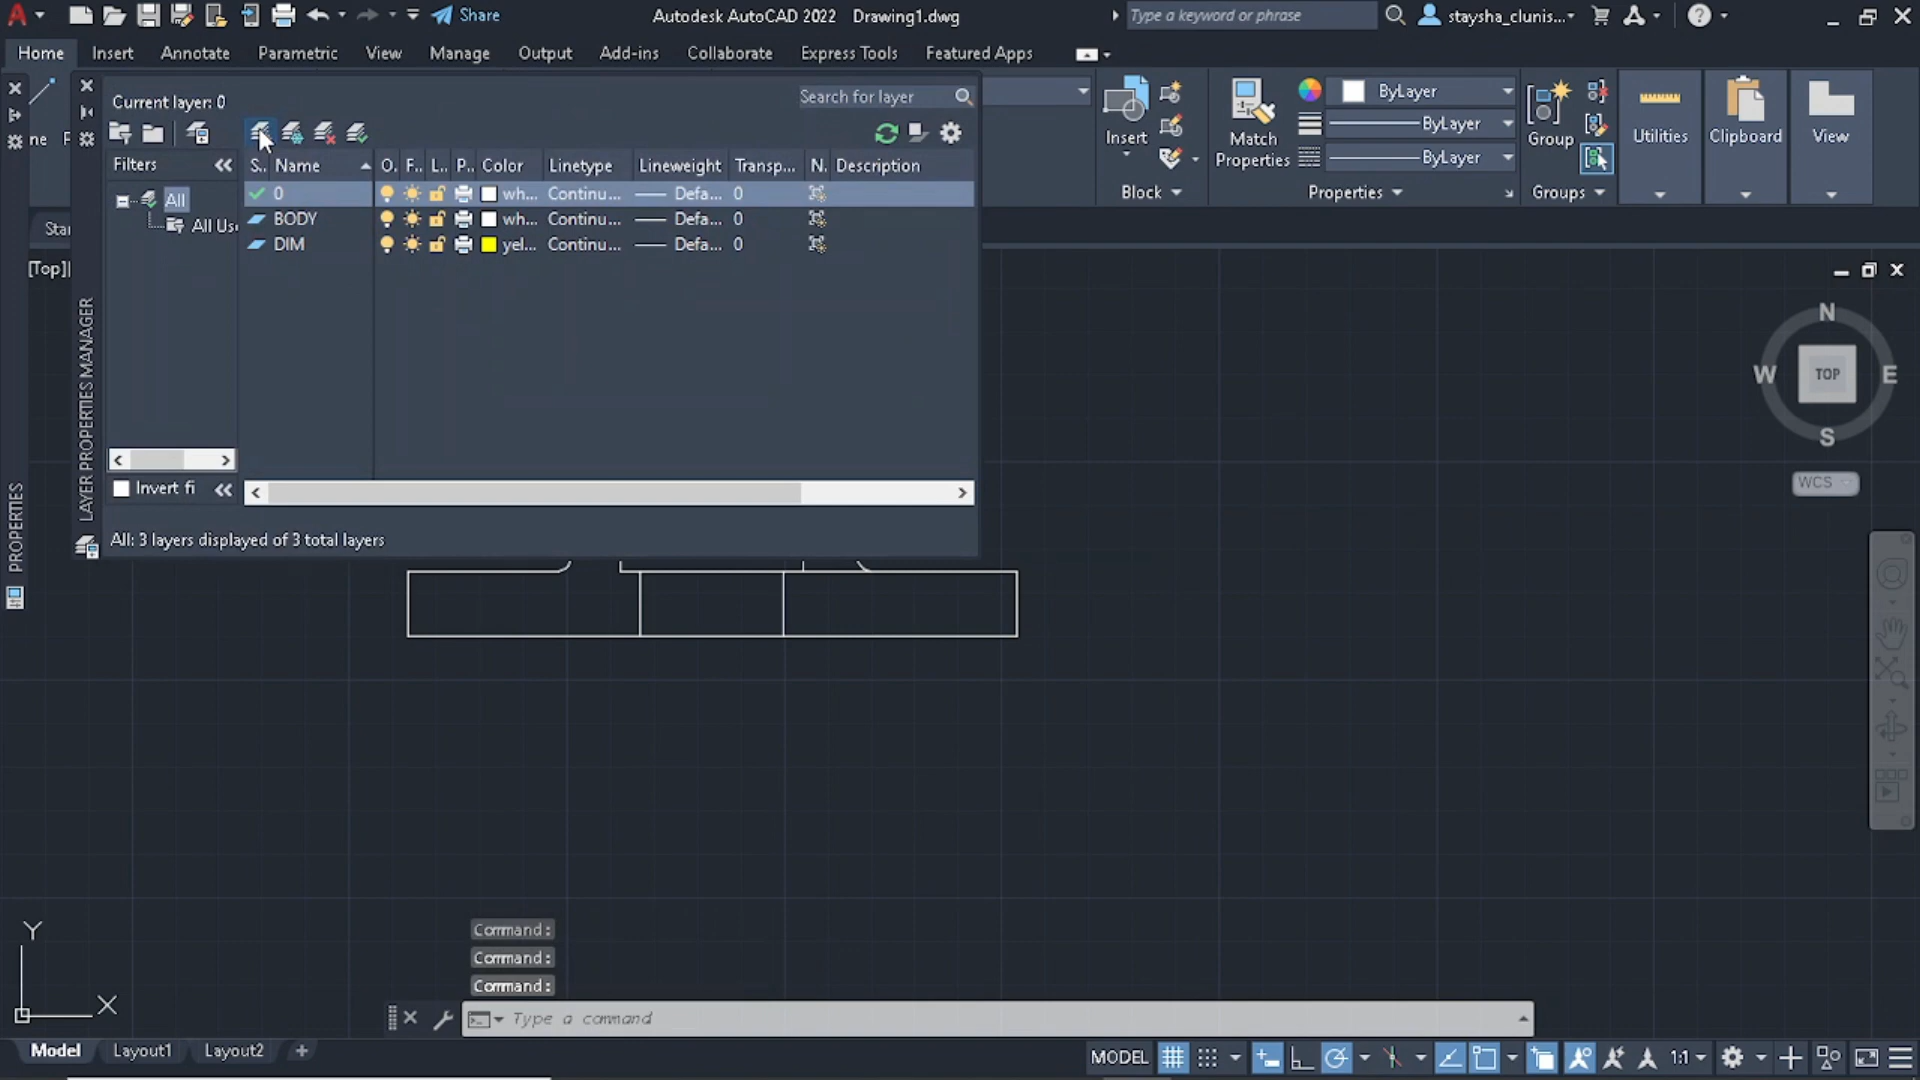 Share
Autodesk AutoCAD 2022 Drawing1.dwg
Type a keyword or phrase
staysha_clunis...
Home Insert Annotate Parametric View Manage Output Add-ins Collaborate Express Tools Featured Apps
Current layer: 0
Search for layer
Filters
S.. Name O. F.. L.. P.. Color Linetype Lineweight Transp... N. Description
All
All Us
0 wh... Continu... Defa... 0
BODY wh... Continu... Defa... 0
DIM yel... Continu... Defa... 0
Invert fi
All: 3 layers displayed of 3 total layers
LAYER PROPERTIES MANAGER
PROPERTIES
ne
Star
[Top]
Insert
Block
Match
Properties
ByLayer
ByLayer
ByLayer
Properties
Group
Groups
Utilities
Clipboard
View
N
W TOP E
S
WCS
Y
X
Command:
Command:
Command:
Type a command
Model Layout1 Layout2
MODEL
1:1